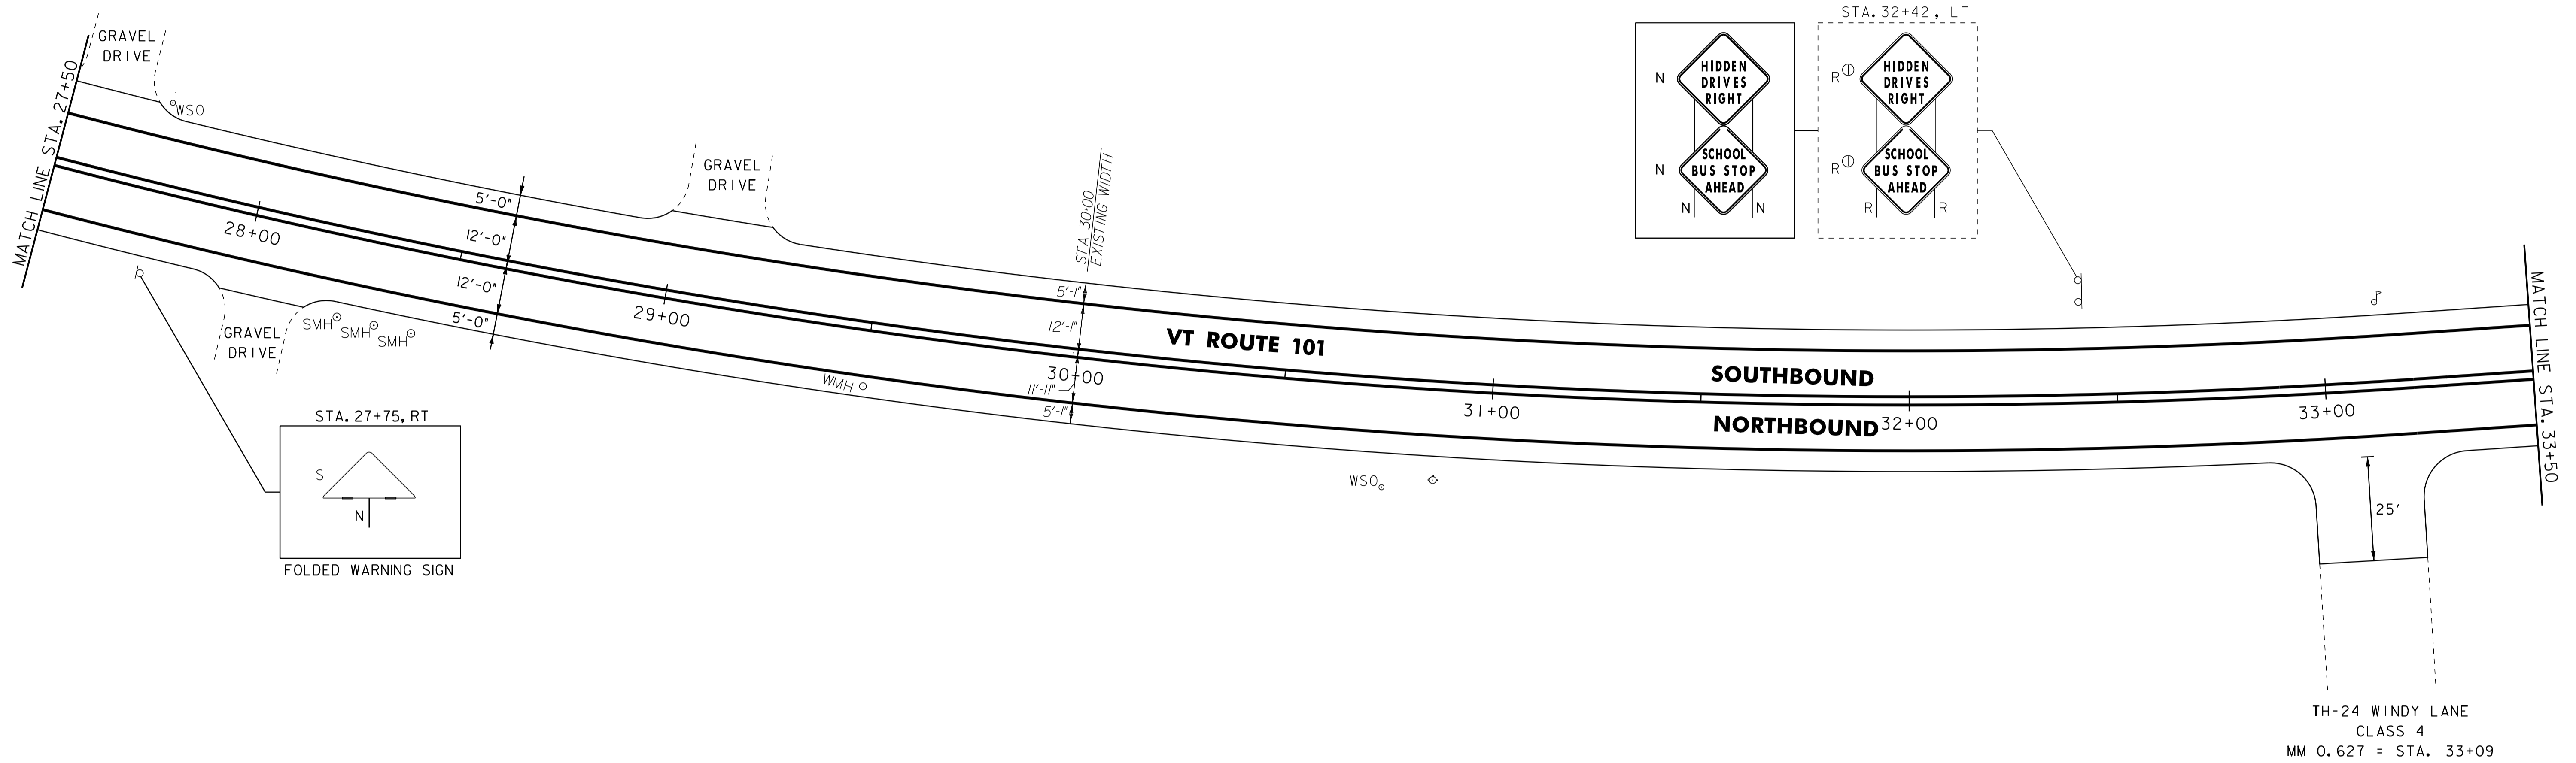 STA. 32+42, LT
GRAVEL
DRIVE
MATCH LINE STA. 27+50
WSO
N
HIDDEN
DRIVES
RIGHT
N
SCHOOL
BUS STOP
AHEAD
N
N
R
HIDDEN
DRIVES
RIGHT
R
SCHOOL
BUS STOP
AHEAD
R
R
GRAVEL
DRIVE
STA 30+00
EXISTING WIDTH
5'-0"
12'-0"
12'-0"
5'-0"
28+00
29+00
5'-1"
12'-1"
30+00
11'-11"
5'-1"
VT ROUTE 101
SOUTHBOUND
NORTHBOUND
31+00
32+00
33+00
MATCH LINE STA. 33+50
SMH
SMH
SMH
GRAVEL
DRIVE
WMH
WSO
25'
STA. 27+75, RT
S
N
FOLDED WARNING SIGN
TH-24 WINDY LANE
CLASS 4
MM 0.627 = STA. 33+09